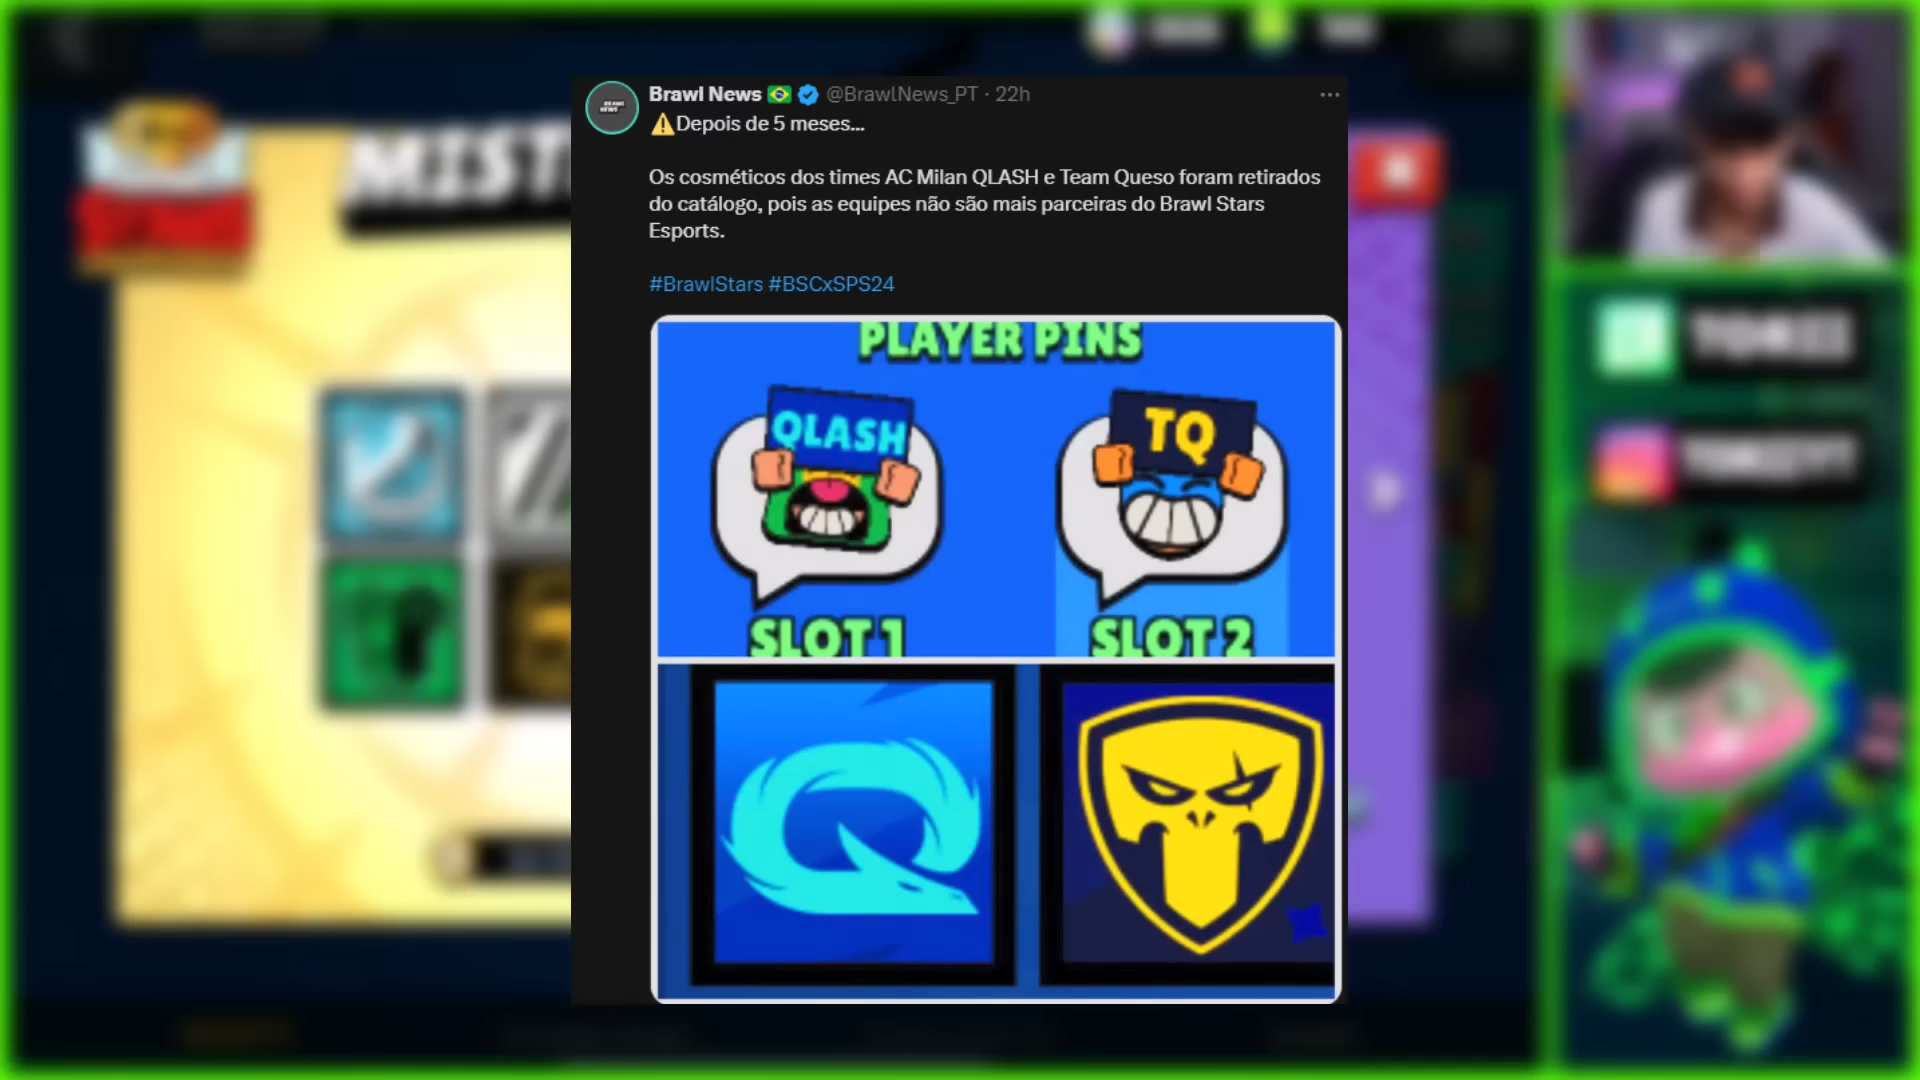 Brawl News @BrawlNews_PT · 22h
⚠Depois de 5 meses...
Os cosméticos dos times AC Milan QLASH e Team Queso foram retirados
do catálogo, pois as equipes não são mais parceiras do Brawl Stars
Esports.
#BrawlStars #BSCxSPS24
PLAYER PINS
QLASH
TQ
SLOT 1
SLOT 2
MIST